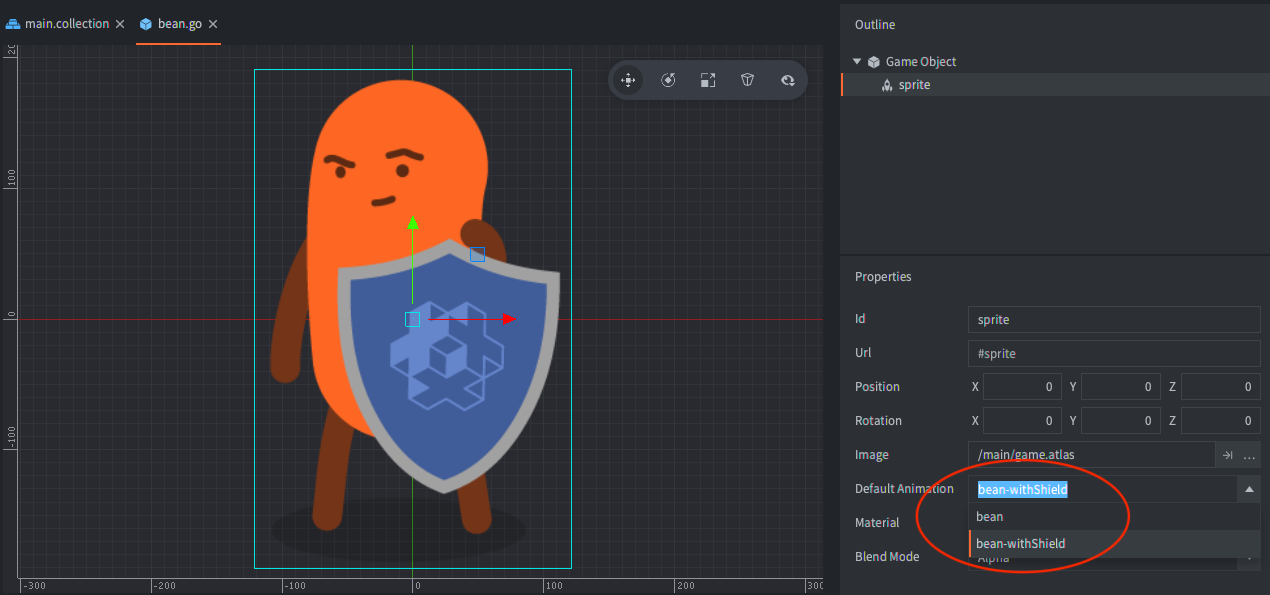 main.collection
bean.go
Outline
Game Object
sprite
Properties
Id sprite
Url #sprite
Position X 0 Y 0 Z 0
Rotation X 0 Y 0 Z 0
Image /main/game.atlas ...
Default Animation bean-withShield
bean
Material
bean-withShield
Blend Mode Alpha
100
0
-100
-300 -200 -100 0 100 200